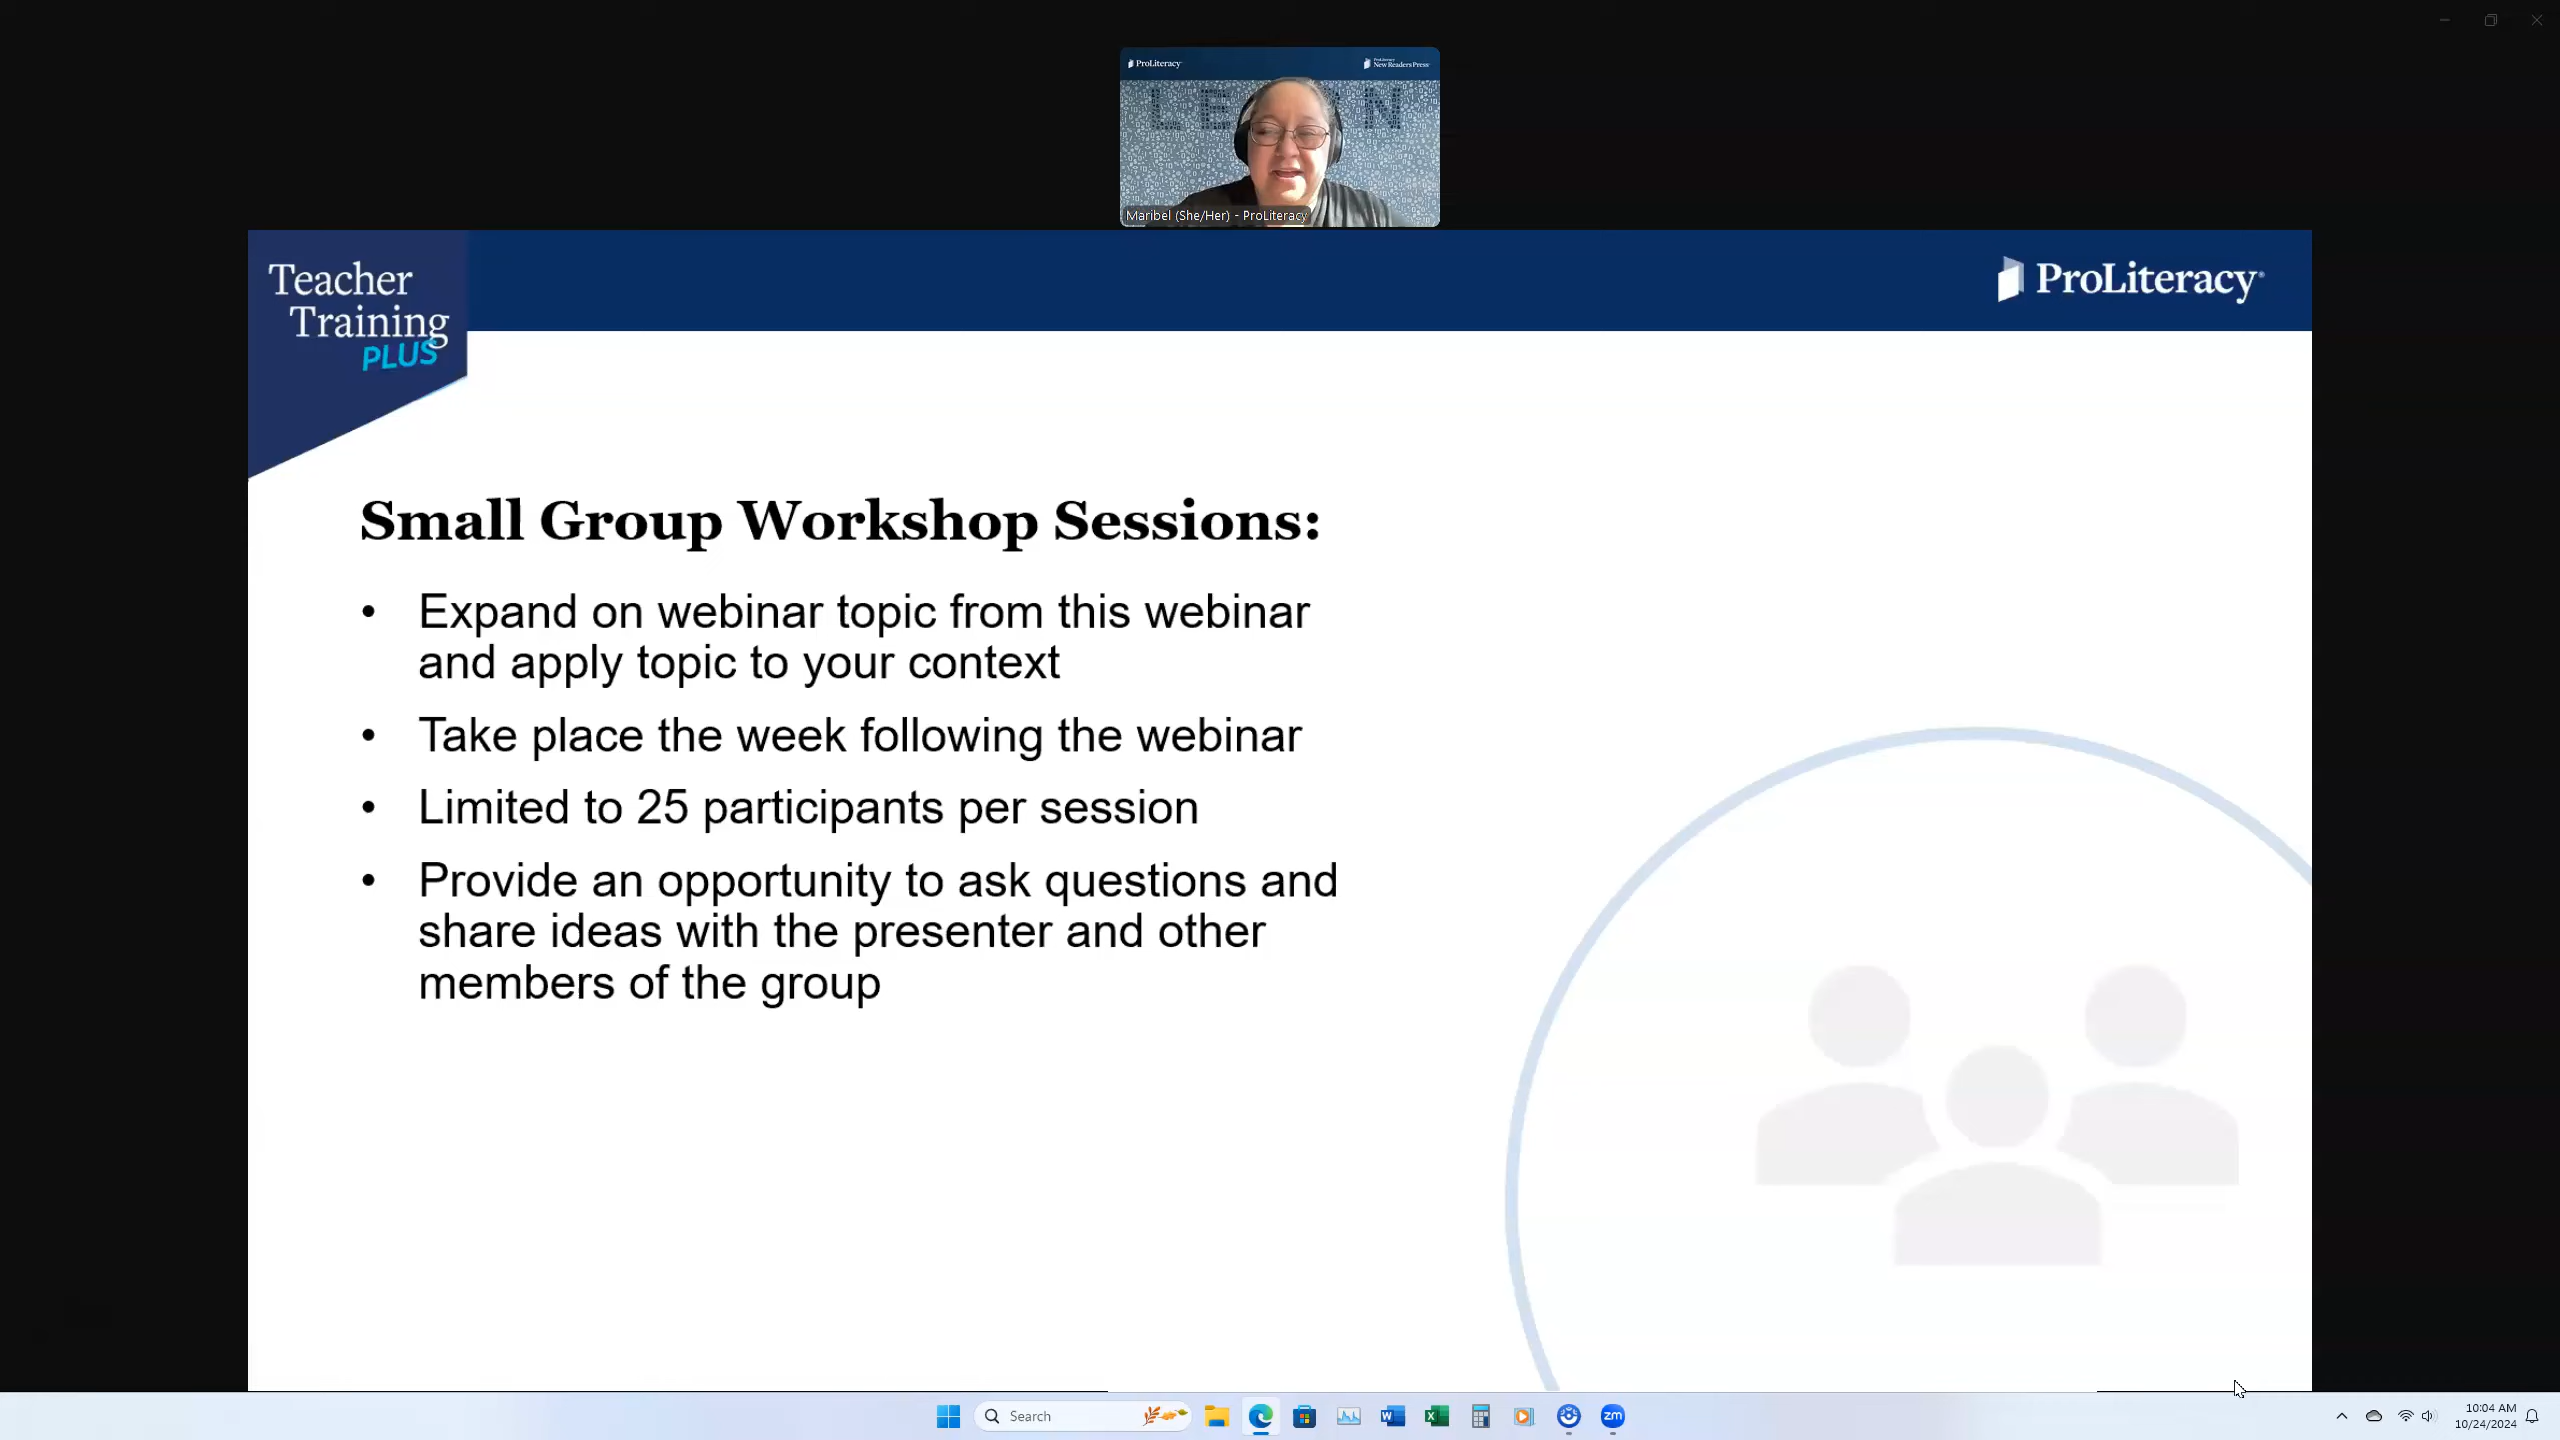 ProLiteracy
ProLiteracy
New Readers Press
LE N
Maribel (She/Her) - ProLiteracy
Teacher
Training
PLUS
ProLiteracy
Small Group Workshop Sessions:
• Expand on webinar topic from this webinar
and apply topic to your context
• Take place the week following the webinar
• Limited to 25 participants per session
• Provide an opportunity to ask questions and
share ideas with the presenter and other
members of the group
Search
zm
10:04 AM
10/24/2024